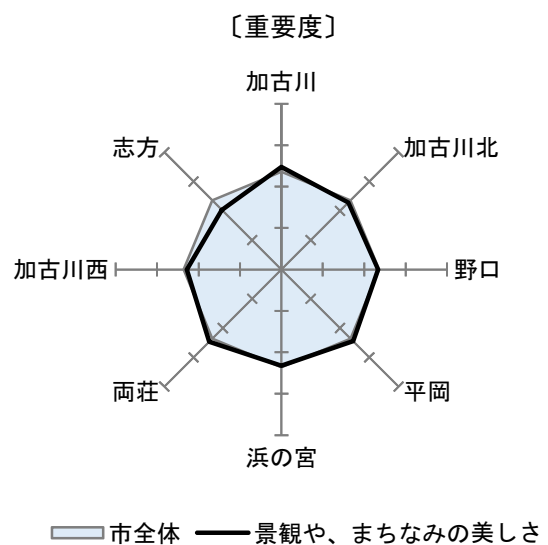 〔重要度〕
加古川
志方
加古川北
加古川西
野口
両荘
平岡
浜の宮
市全体
景観や、まちなみの美しさ